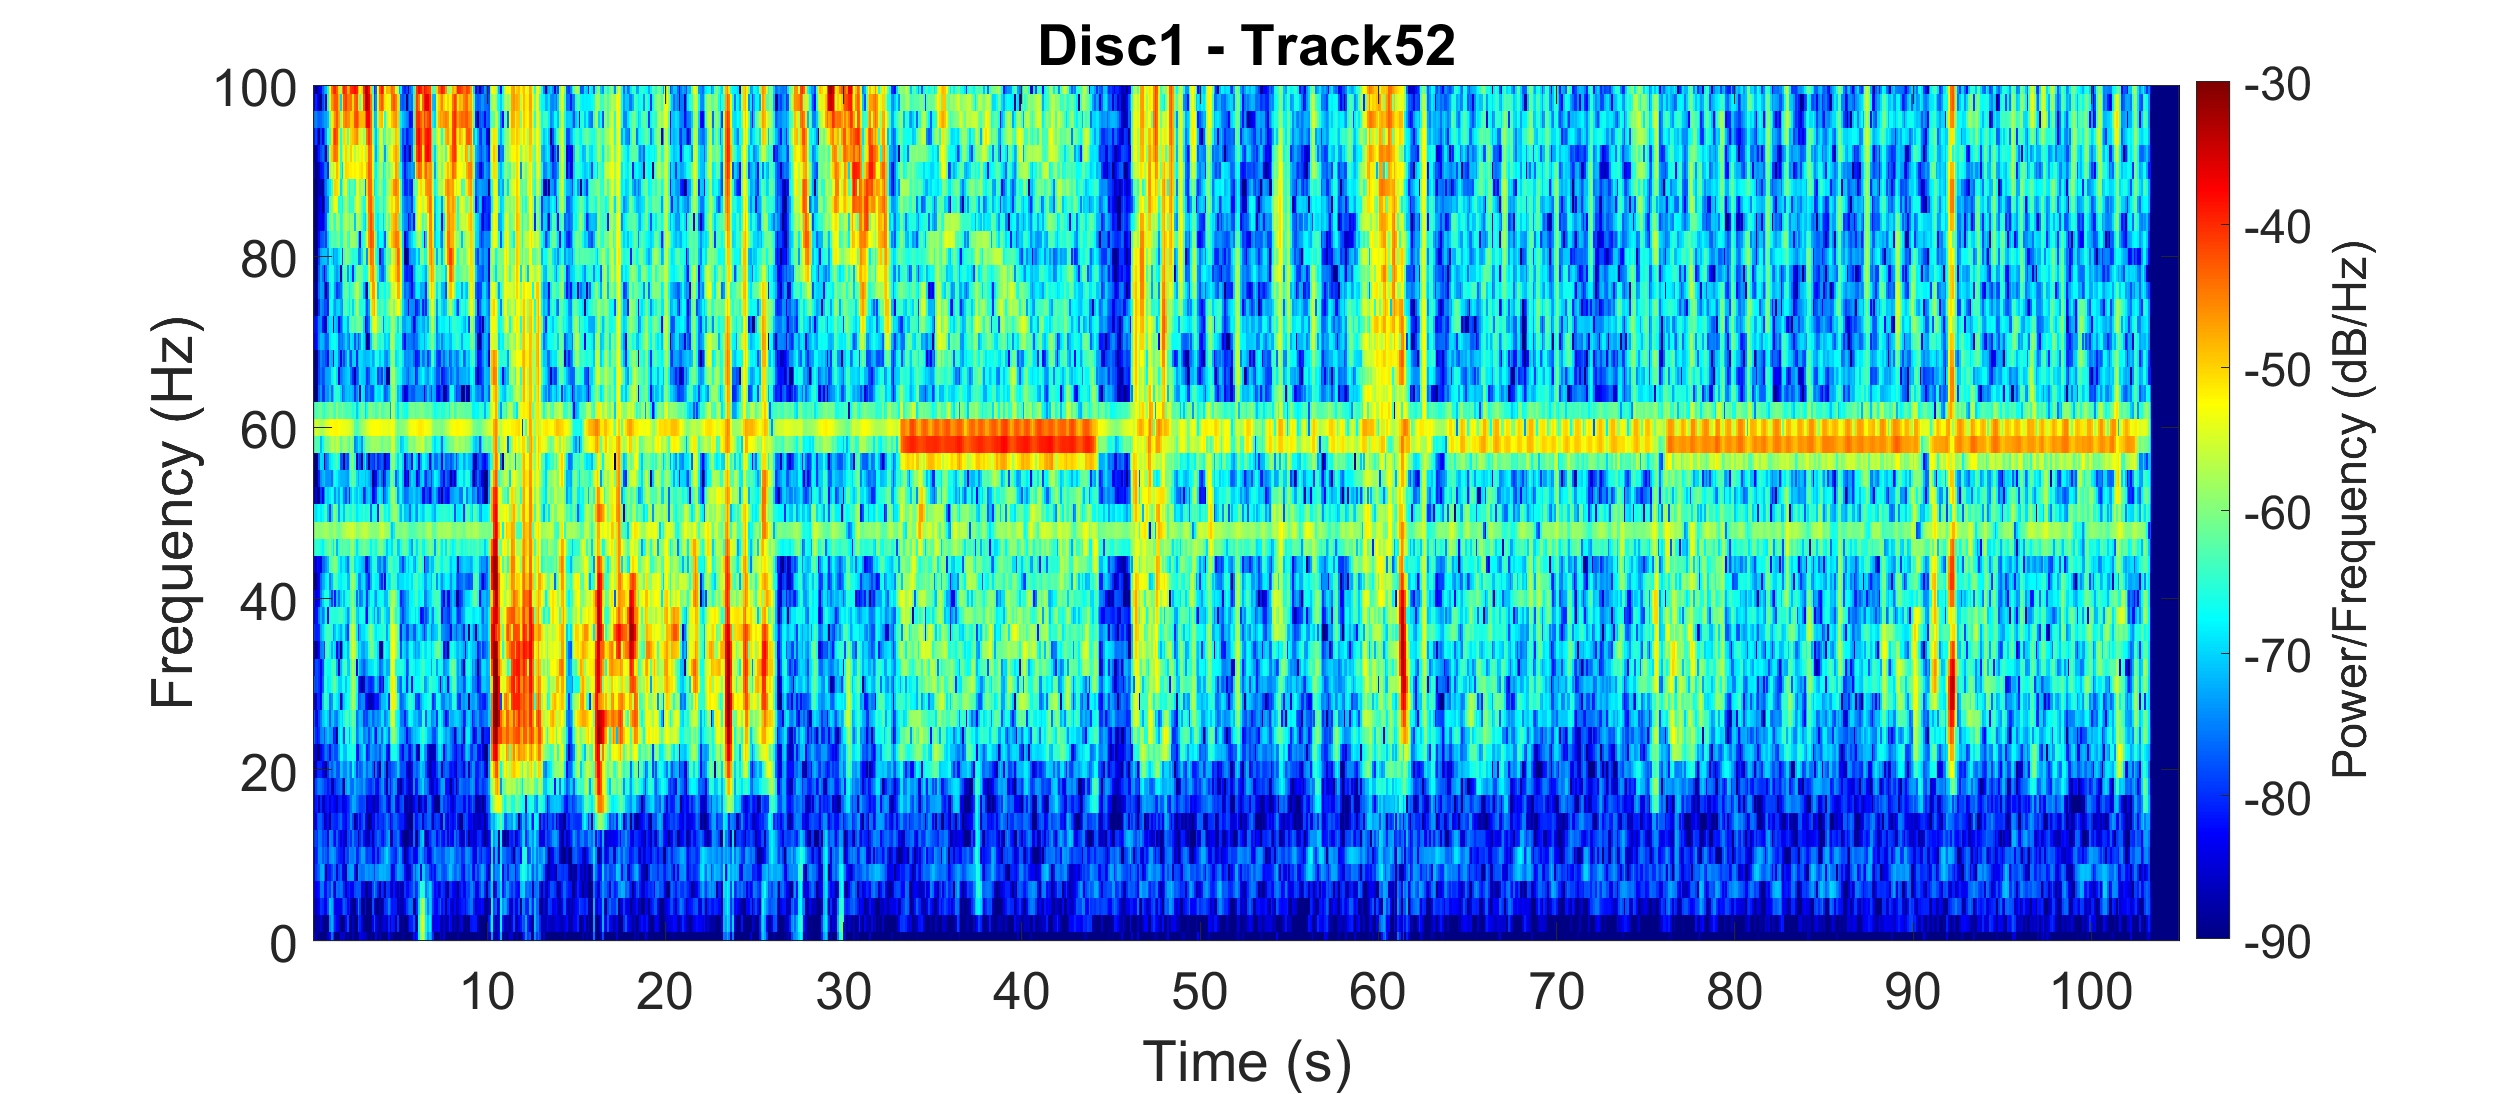 Disc1 - Track52
Frequency (Hz)
100
80
60
40
20
0
10 20 30 40 50 60 70 80 90 100
Time (s)
-30
-40
-50
-60
-70
-80
-90
Power/Frequency (dB/Hz)